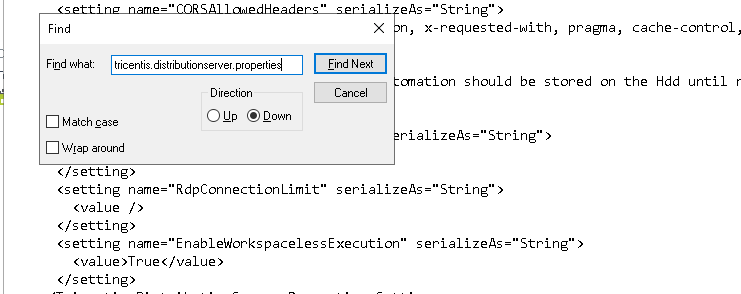 <setting name="CORSAllowedHeaders" serializeAs="String">
Find
on, x-requested-with, pragma, cache-control,
Find what:
tricentis.distributionserver.properties
Find Next
Direction
Cancel
omation should be stored on the Hdd until
Up
Down
Match case
Wrap around
erializeAs="String">
</setting>
<setting name="RdpConnectionLimit" serializeAs="String">
<value />
</setting>
<setting name="EnableWorkspacelessExecution" serializeAs="String">
<value>True</value>
</setting>